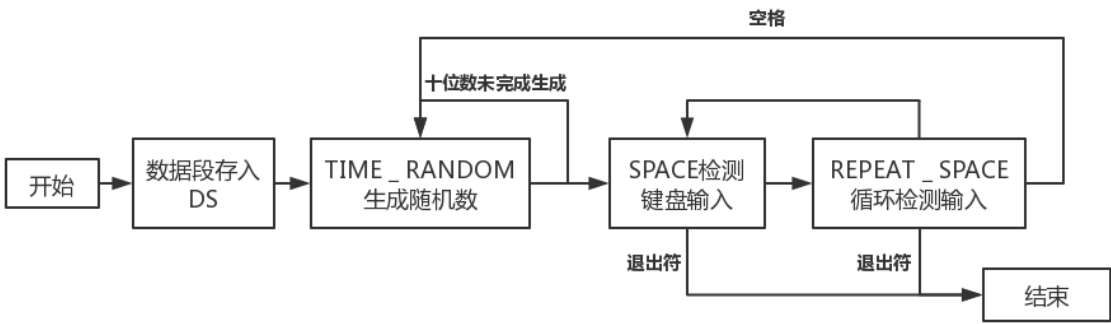 空格
十位数未完成生成
开始
数据段存入
DS
TIME _ RANDOM
生成随机数
SPACE检测
键盘输入
REPEAT _ SPACE
循环检测输入
退出符
退出符
结束